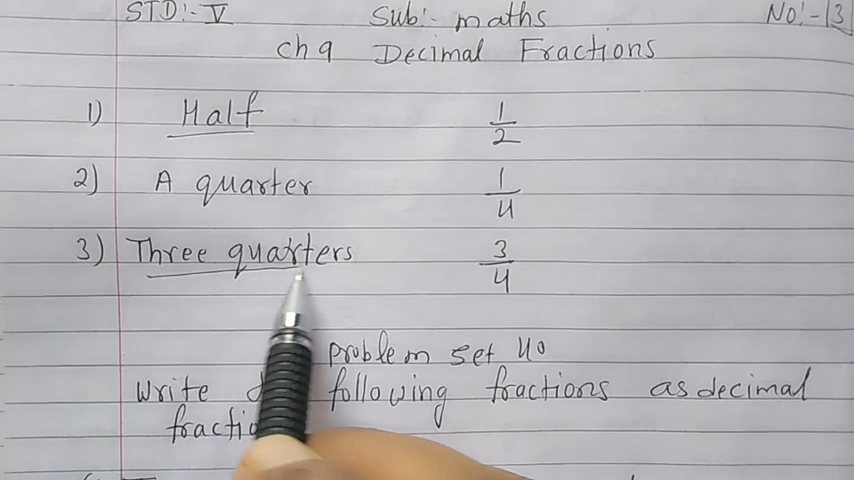 STD:- V Sub:- maths No:- 13
ch 9 Decimal Fractions
1) Half 1/2
2) A quarter 1/4
3) Three quarters 3/4
problem set 40
Write following fractions as decimal